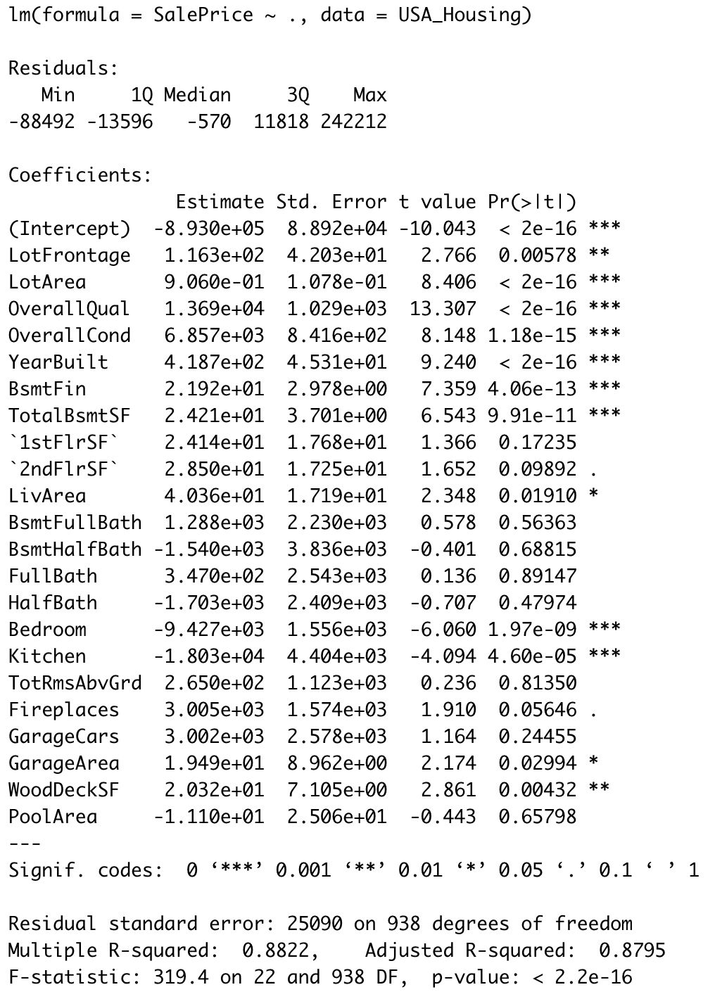 lm(formula = SalePrice ~ ., data = USA_Housing)
Residuals:
   Min     1Q Median     3Q    Max
-88492 -13596   -570  11818 242212
Coefficients:
               Estimate Std. Error t value Pr(>|t|)
(Intercept)  -8.930e+05  8.892e+04 -10.043  < 2e-16 ***
LotFrontage   1.163e+02  4.203e+01   2.766  0.00578 **
LotArea       9.060e-01  1.078e-01   8.406  < 2e-16 ***
OverallQual   1.369e+04  1.029e+03  13.307  < 2e-16 ***
OverallCond   6.857e+03  8.416e+02   8.148 1.18e-15 ***
YearBuilt     4.187e+02  4.531e+01   9.240  < 2e-16 ***
BsmtFin       2.192e+01  2.978e+00   7.359 4.06e-13 ***
TotalBsmtSF   2.421e+01  3.701e+00   6.543 9.91e-11 ***
`1stFlrSF`    2.414e+01  1.768e+01   1.366  0.17235
`2ndFlrSF`    2.850e+01  1.725e+01   1.652  0.09892 .
LivArea       4.036e+01  1.719e+01   2.348  0.01910 *
BsmtFullBath  1.288e+03  2.230e+03   0.578  0.56363
BsmtHalfBath -1.540e+03  3.836e+03  -0.401  0.68815
FullBath      3.470e+02  2.543e+03   0.136  0.89147
HalfBath     -1.703e+03  2.409e+03  -0.707  0.47974
Bedroom      -9.427e+03  1.556e+03  -6.060 1.97e-09 ***
Kitchen      -1.803e+04  4.404e+03  -4.094 4.60e-05 ***
TotRmsAbvGrd  2.650e+02  1.123e+03   0.236  0.81350
Fireplaces    3.005e+03  1.574e+03   1.910  0.05646 .
GarageCars    3.002e+03  2.578e+03   1.164  0.24455
GarageArea    1.949e+01  8.962e+00   2.174  0.02994 *
WoodDeckSF    2.032e+01  7.105e+00   2.861  0.00432 **
PoolArea     -1.110e+01  2.506e+01  -0.443  0.65798
---
Signif. codes:  0 ‘***’ 0.001 ‘**’ 0.01 ‘*’ 0.05 ‘.’ 0.1 ‘ ’ 1
Residual standard error: 25090 on 938 degrees of freedom
Multiple R-squared:  0.8822,    Adjusted R-squared:  0.8795
F-statistic: 319.4 on 22 and 938 DF,  p-value: < 2.2e-16